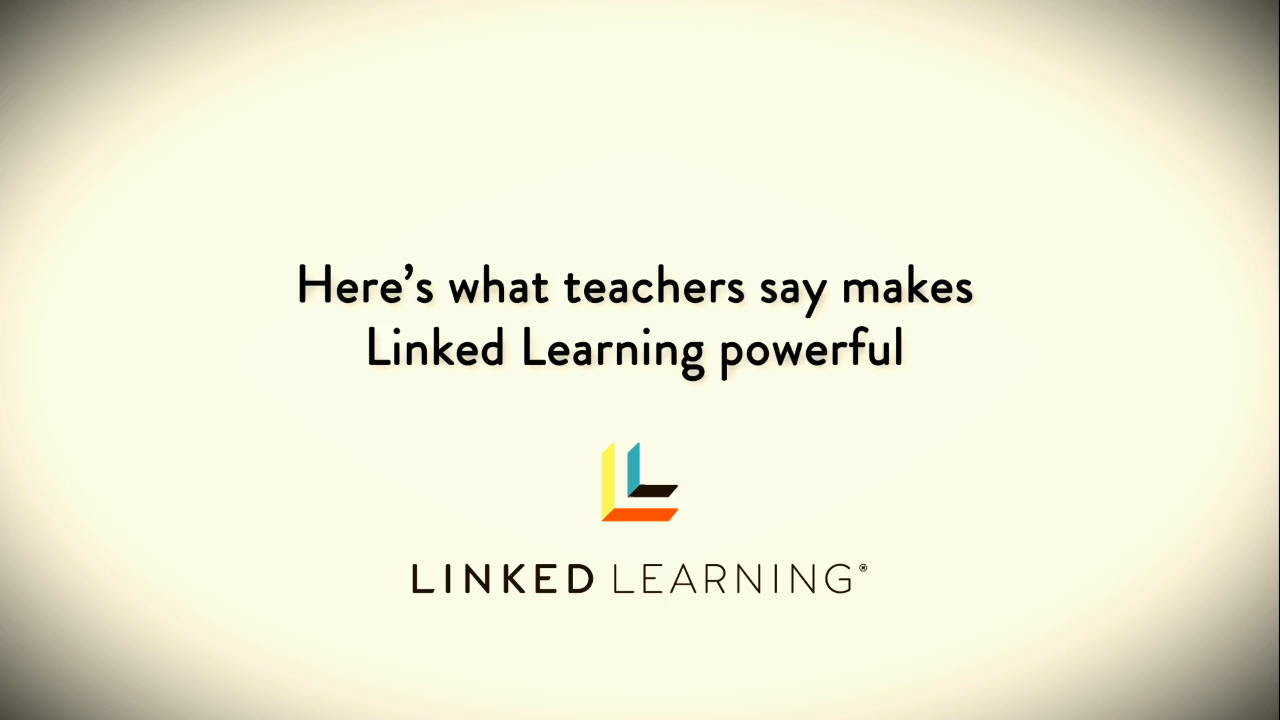 Here’s what teachers say makes
Linked Learning powerful
LINKED LEARNING®